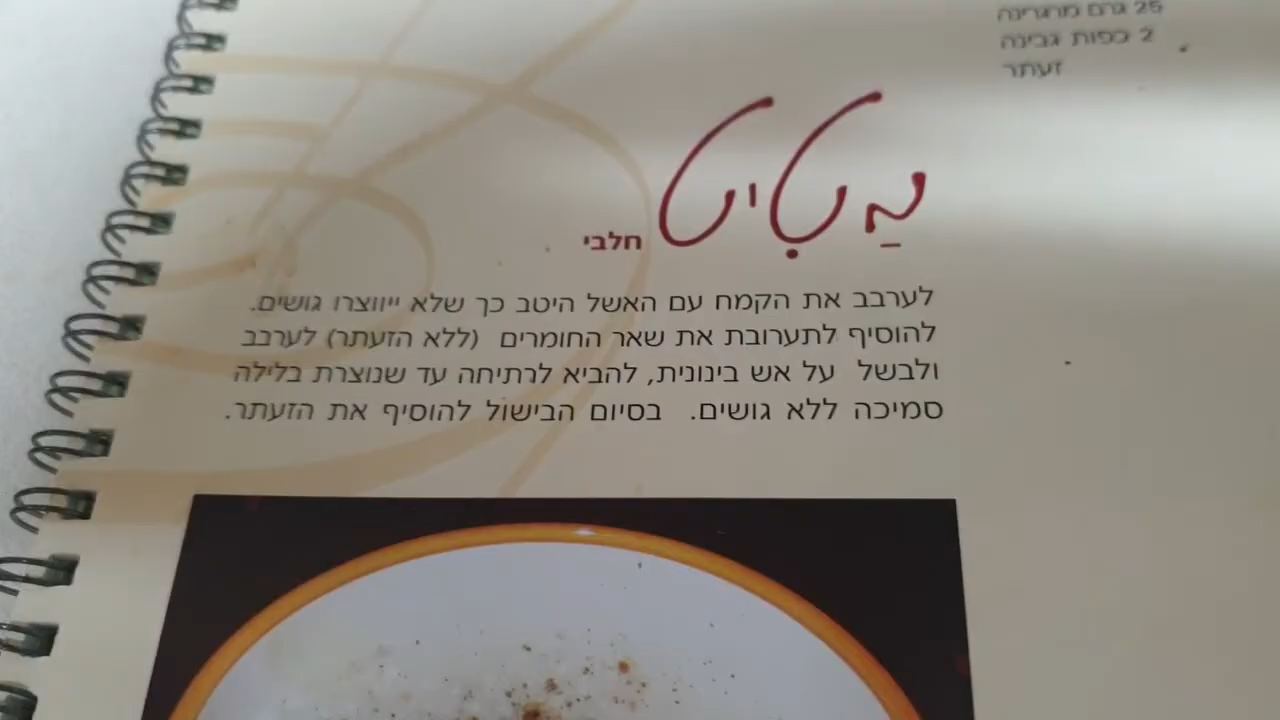 25 גרם מרגרינה
2 כפות גבינה
זעתר
מַטִּיט חלבי
לערבב את הקמח עם האשל היטב כך שלא ייווצרו גושים.
להוסיף לתערובת את שאר החומרים (ללא הזעתר) לערבב
ולבשל על אש בינונית, להביא לרתיחה עד שנוצרת בלילה
סמיכה ללא גושים. בסיום הבישול להוסיף את הזעתר.